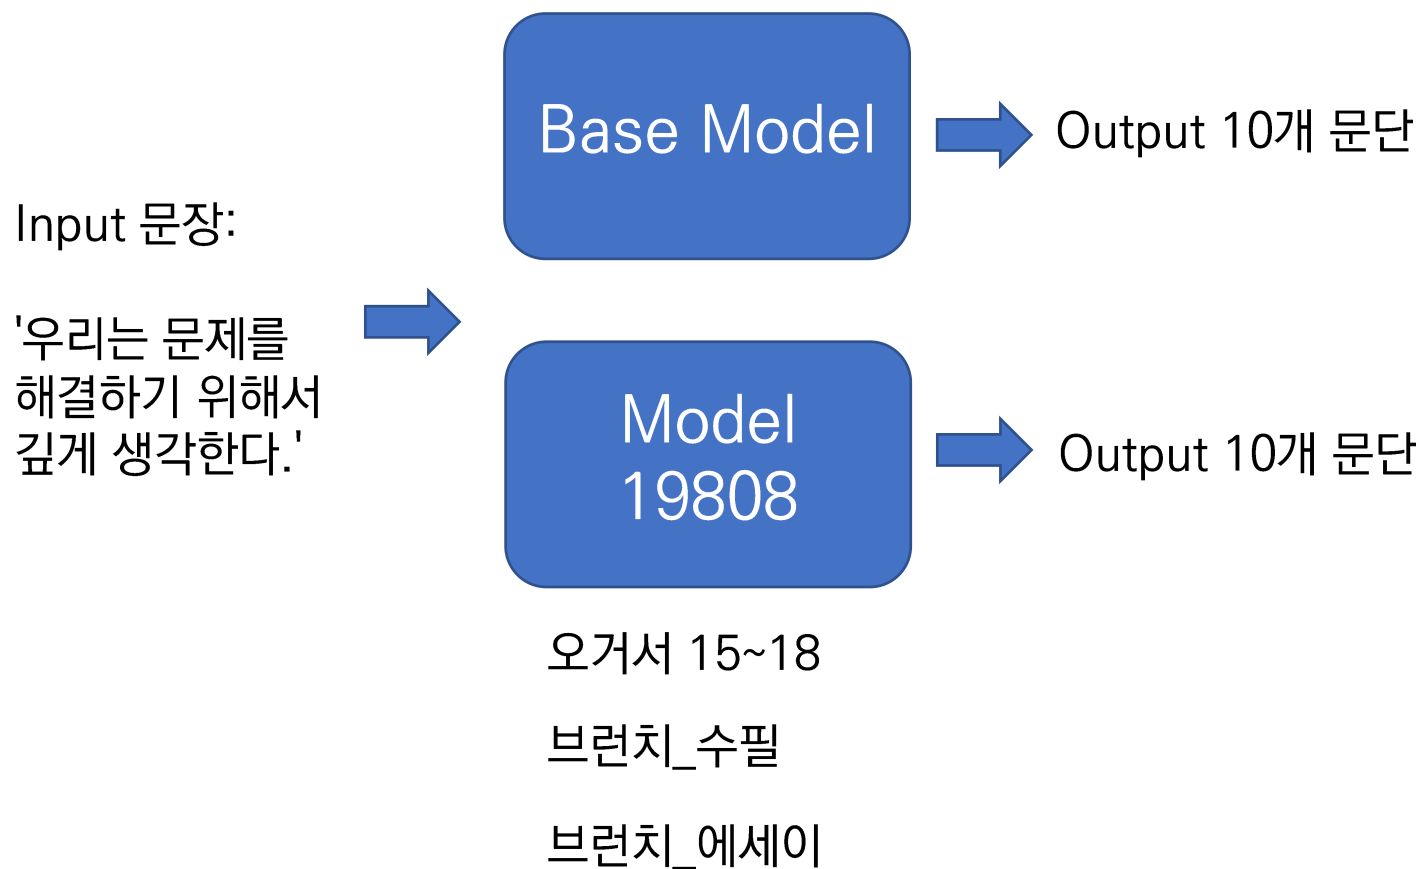 Base Model
Output 10개 문단
Input 문장:
'우리는 문제를
해결하기 위해서
깊게 생각한다.'
Model
19808
Output 10개 문단
오거서 15~18
브런치_수필
브런치_에세이